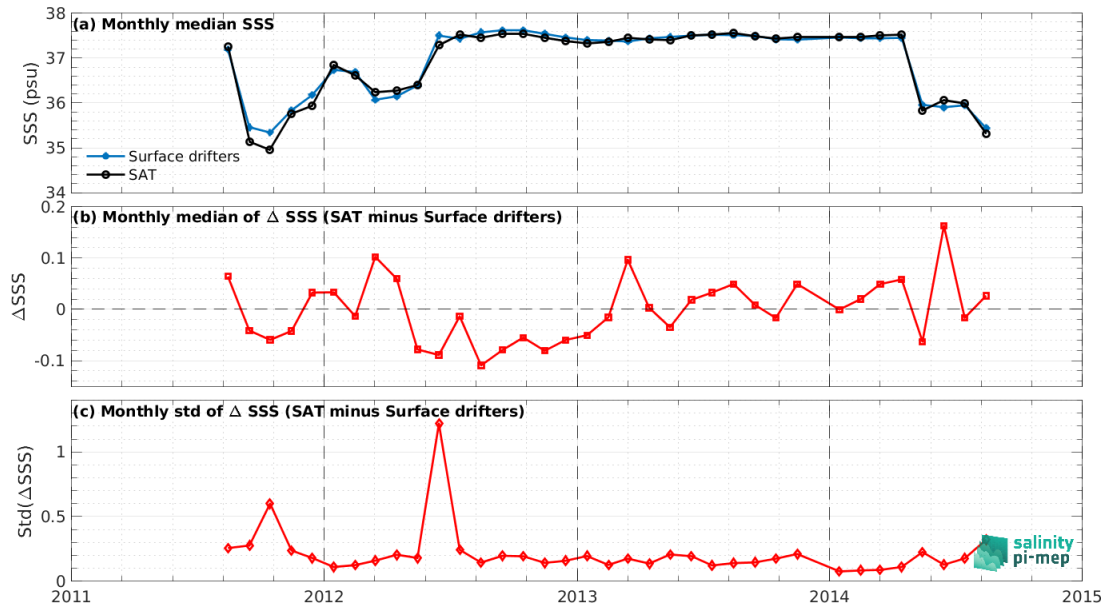 (a) Monthly median SSS
38
37
36
35
34
SSS (psu)
Surface drifters
SAT
(b) Monthly median of Δ SSS (SAT minus Surface drifters)
0.2
0.1
0
-0.1
ΔSSS
(c) Monthly std of Δ SSS (SAT minus Surface drifters)
1
0.5
0
Std(ΔSSS)
salinity
pi-mep
2011
2012
2013
2014
2015